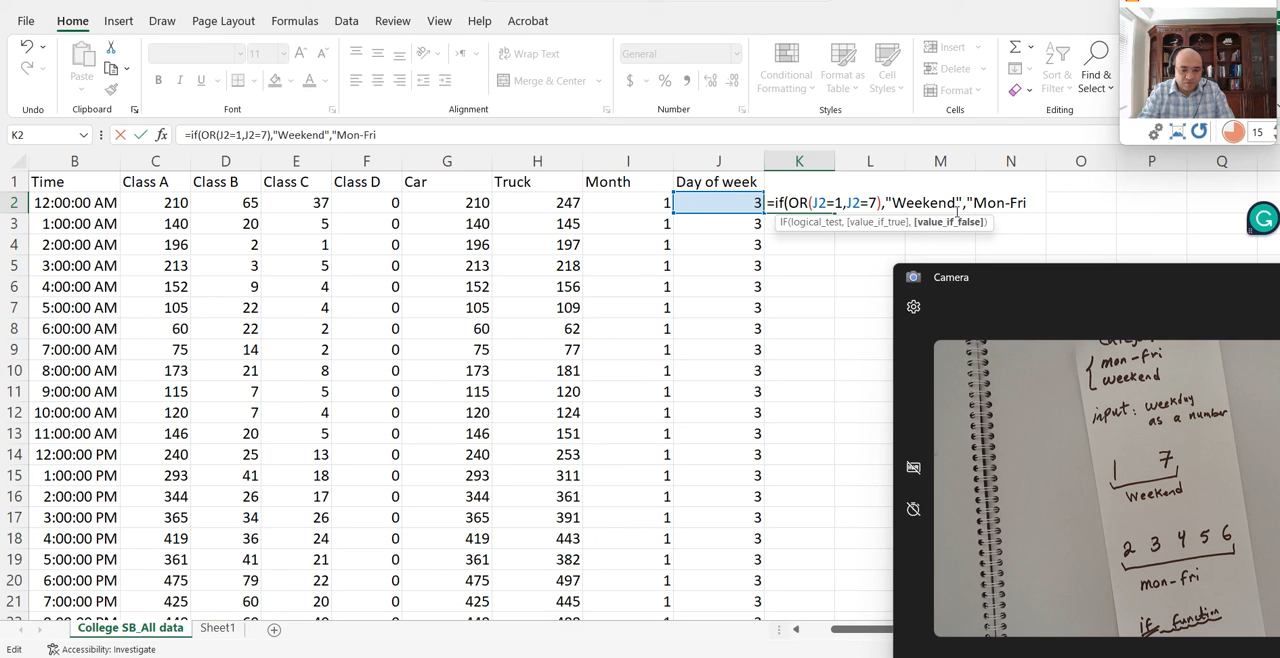 File Home Insert Draw Page Layout Formulas Data Review View Help Acrobat
11 A A Wrap Text General Insert Σ
Paste B I U A Merge & Center $ % 9 Conditional Formatting Format as Table Cell Styles Delete Format Sort & Filter Find & Select
Undo Clipboard Font Alignment Number Styles Cells Editing
15
K2 fx =if(OR(J2=1,J2=7),"Weekend","Mon-Fri
B C D E F G H I J K L M N O P Q
1 Time Class A Class B Class C Class D Car Truck Month Day of week
2 12:00:00 AM 210 65 37 0 210 247 1 3 =if(OR(J2=1,J2=7),"Weekend","Mon-Fri
IF(logical_test, [value_if_true], [value_if_false])
3 1:00:00 AM 140 20 5 0 140 145 1 3
4 2:00:00 AM 196 2 1 0 196 197 1 3
5 3:00:00 AM 213 3 5 0 213 218 1 3
6 4:00:00 AM 152 9 4 0 152 156 1 3
7 5:00:00 AM 105 22 4 0 105 109 1 3
8 6:00:00 AM 60 22 2 0 60 62 1 3
9 7:00:00 AM 75 14 2 0 75 77 1 3
10 8:00:00 AM 173 21 8 0 173 181 1 3
11 9:00:00 AM 115 7 5 0 115 120 1 3
12 10:00:00 AM 120 7 4 0 120 124 1 3
13 11:00:00 AM 146 20 5 0 146 151 1 3
14 12:00:00 PM 240 25 13 0 240 253 1 3
15 1:00:00 PM 293 41 18 0 293 311 1 3
16 2:00:00 PM 344 26 17 0 344 361 1 3
17 3:00:00 PM 365 34 26 0 365 391 1 3
18 4:00:00 PM 419 36 24 0 419 443 1 3
19 5:00:00 PM 361 41 21 0 361 382 1 3
20 6:00:00 PM 475 79 22 0 475 497 1 3
21 7:00:00 PM 425 60 20 0 425 445 1 3
College SB_All data Sheet1
Edit Accessibility: Investigate
Camera
mon-fri
weekend
input: weekday
as a number
1 7
Weekend
2 3 4 5 6
mon-fri
if function